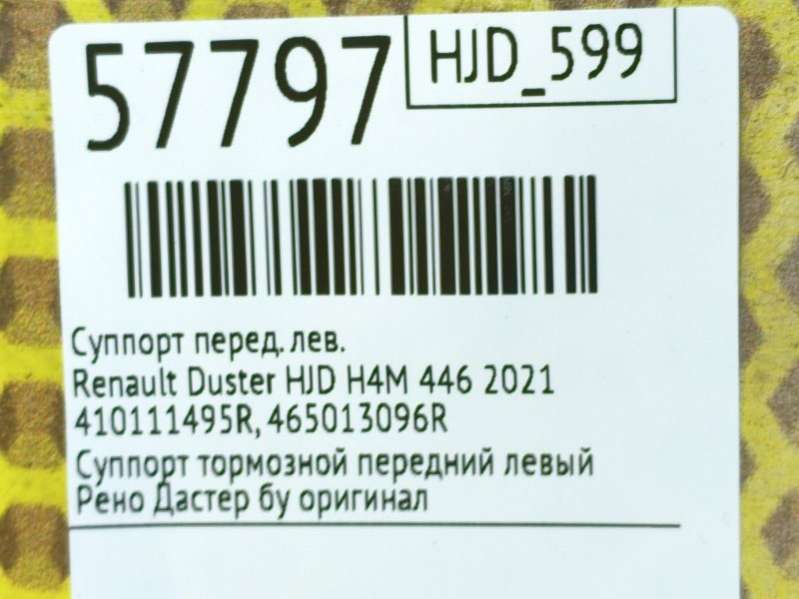 57797
HJD_599
Суппорт перед. лев.
Renault Duster HJD H4M 446 2021
410111495R, 465013096R
Суппорт тормозной передний левый
Рено Дастер бу оригинал